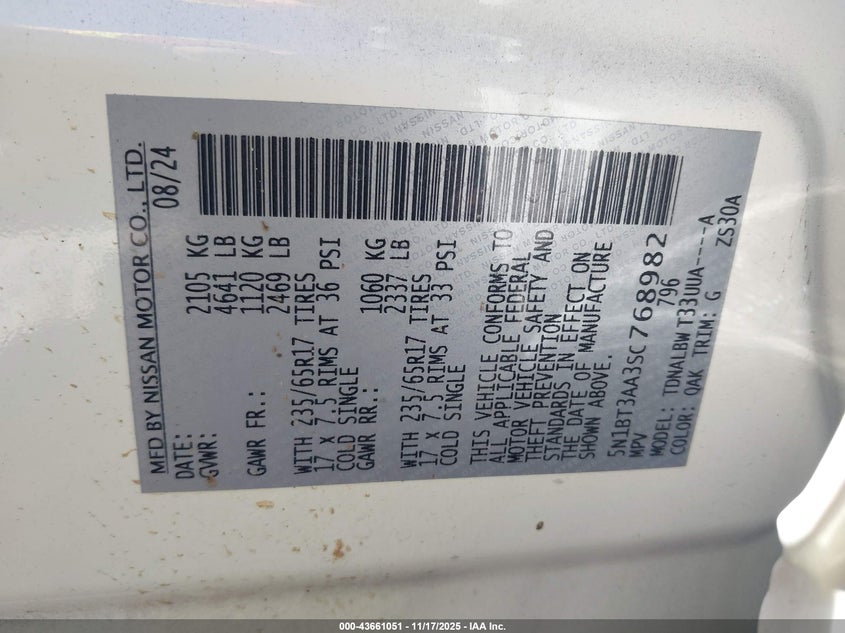 MFD BY NISSAN MOTOR CO., LTD.
DATE: 08/24
GVWR: 2105 KG
4641 LB
GAWR FR.: 1120 KG
2469 LB
WITH 235/65R17 TIRES
17 X 7.5 RIMS AT 36 PSI
COLD SINGLE
GAWR RR.: 1060 KG
2337 LB
WITH 235/65R17 TIRES
17 X 7.5 RIMS AT 33 PSI
COLD SINGLE
THIS VEHICLE CONFORMS TO
ALL APPLICABLE FEDERAL
MOTOR VEHICLE SAFETY AND
THEFT PREVENTION
STANDARDS IN EFFECT ON
THE DATE OF MANUFACTURE
SHOWN ABOVE.
5N1BT3AA3SC768982
MPV 796
MODEL: TDNALBW T33UUA-----A
COLOR: QAK TRIM: G ZS30A
000-43661051 - 11/17/2025 - IAA Inc.